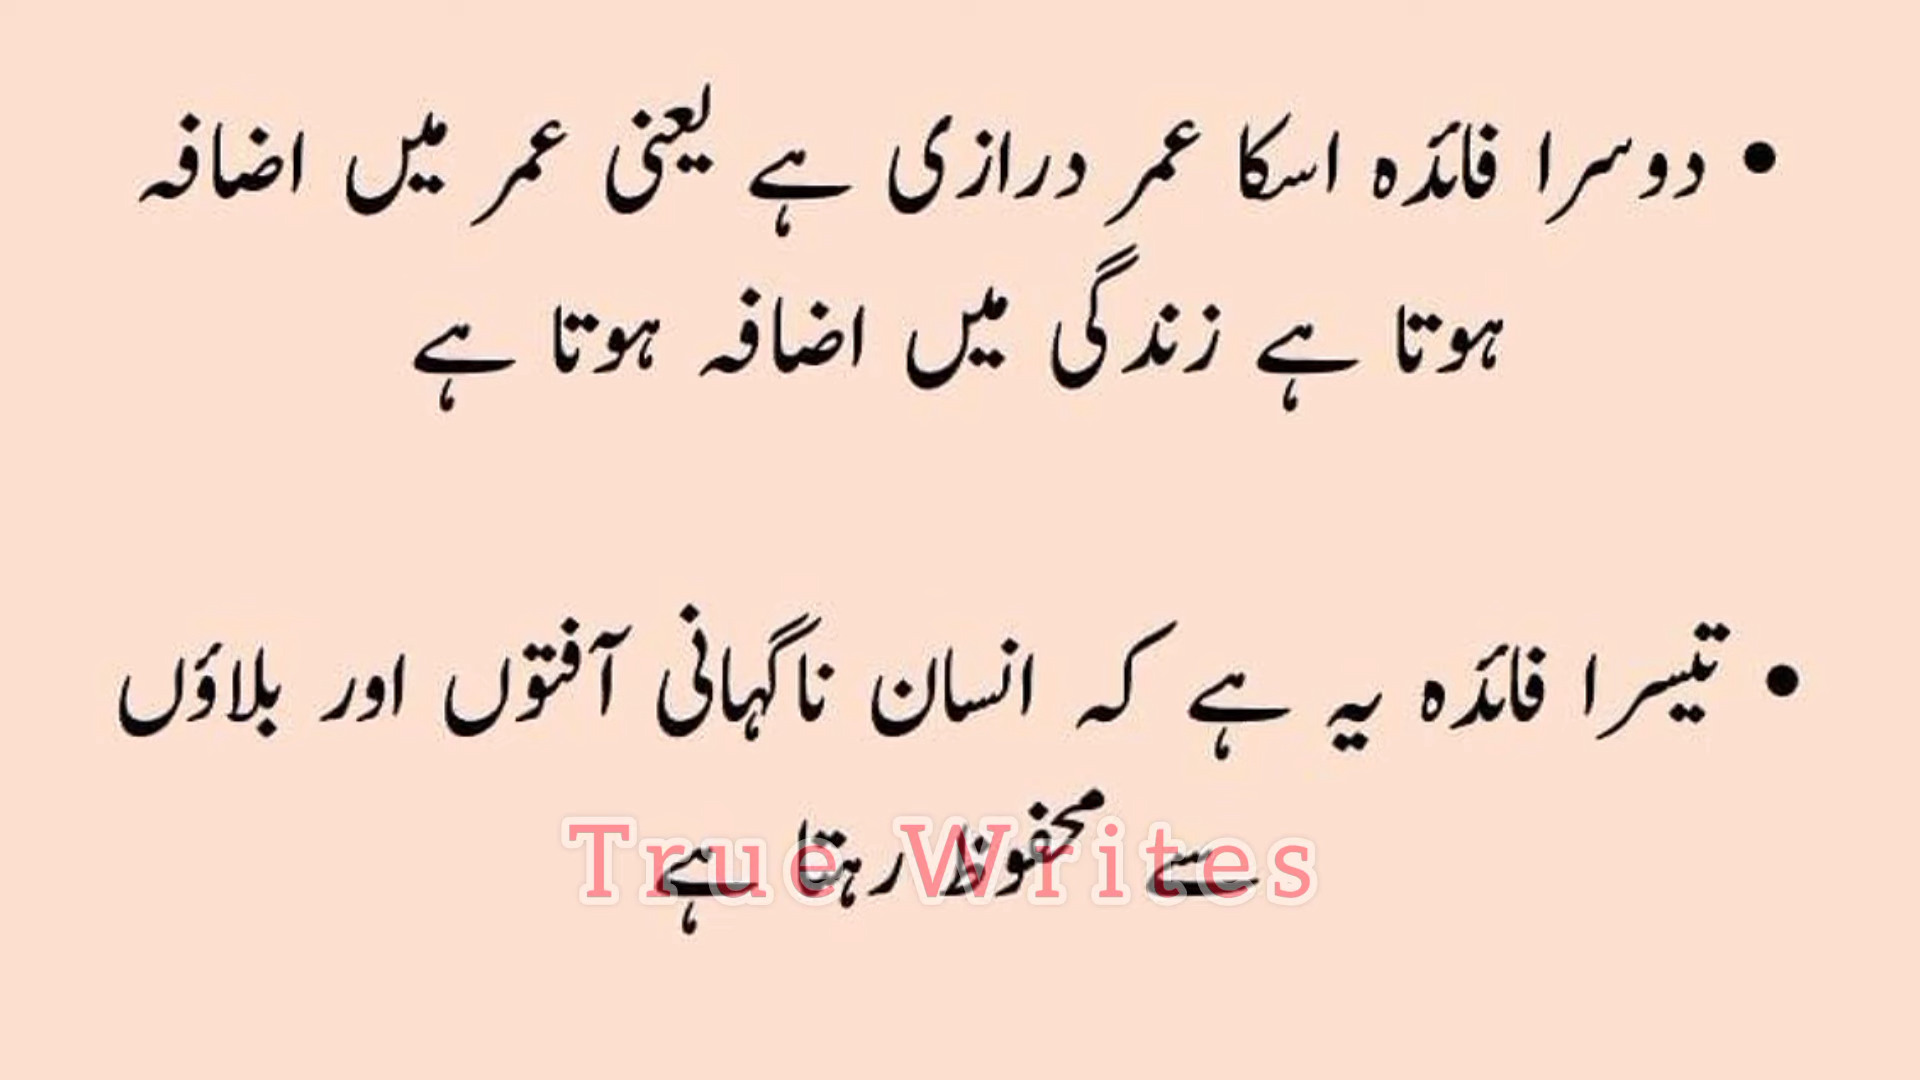 • دوسرا فائدہ اسکا عمر درازی ہے یعنی عمر میں اضافہ
ہوتا ہے زندگی میں اضافہ ہوتا ہے
• تیسرا فائدہ یہ ہے کہ انسان ناگہانی آفتوں اور بلاؤں
سے محفوظ رہتا ہے
True Writes